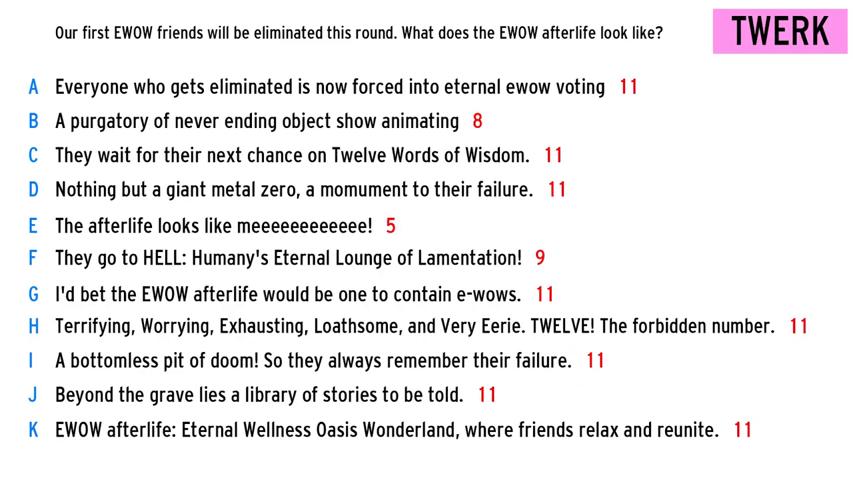 Our first EWOW friends will be eliminated this round. What does the EWOW afterlife look like?
TWERK
A Everyone who gets eliminated is now forced into eternal ewow voting 11
B A purgatory of never ending object show animating 8
C They wait for their next chance on Twelve Words of Wisdom. 11
D Nothing but a giant metal zero, a momument to their failure. 11
E The afterlife looks like meeeeeeeeeeee! 5
F They go to HELL: Humany's Eternal Lounge of Lamentation! 9
G I'd bet the EWOW afterlife would be one to contain e-wows. 11
H Terrifying, Worrying, Exhausting, Loathsome, and Very Eerie. TWELVE! The forbidden number. 11
I A bottomless pit of doom! So they always remember their failure. 11
J Beyond the grave lies a library of stories to be told. 11
K EWOW afterlife: Eternal Wellness Oasis Wonderland, where friends relax and reunite. 11